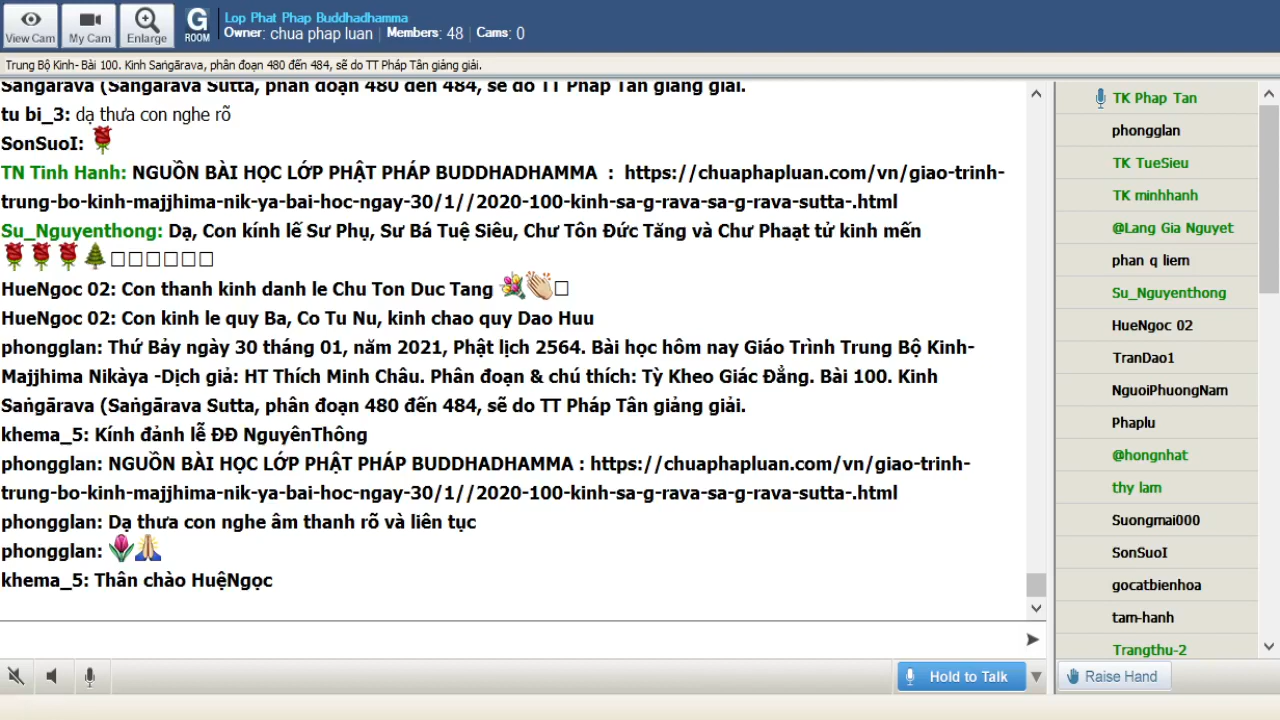 View Cam
My Cam
Enlarge
G
ROOM
Lop Phat Phap Buddhadhamma
Owner: chua phap luan | Members: 48 | Cams: 0
Trung Bộ Kinh- Bài 100. Kinh Saṅgārava, phân đoạn 480 đến 484, sẽ do TT Pháp Tân giảng giải.
Saṅgārava (Saṅgārava Sutta, phân đoạn 480 đến 484, sẽ do TT Pháp Tân giảng giải.
tu bi_3: dạ thưa con nghe rõ
SonSuoI:
TN Tinh Hanh: NGUỒN BÀI HỌC LỚP PHẬT PHÁP BUDDHADHAMMA : https://chuaphapluan.com/vn/giao-trinh-
trung-bo-kinh-majjhima-nik-ya-bai-hoc-ngay-30/1//2020-100-kinh-sa-g-rava-sa-g-rava-sutta-.html
Su_Nguyenthong: Dạ, Con kính lễ Sư Phụ, Sư Bá Tuệ Siêu, Chư Tôn Đức Tăng và Chư Phaạt tử kinh mến
HueNgoc 02: Con thanh kinh danh le Chu Ton Duc Tang
HueNgoc 02: Con kinh le quy Ba, Co Tu Nu, kinh chao quy Dao Huu
phongglan: Thứ Bảy ngày 30 tháng 01, năm 2021, Phật lịch 2564. Bài học hôm nay Giáo Trình Trung Bộ Kinh-
Majjhima Nikàya -Dịch giả: HT Thích Minh Châu. Phân đoạn & chú thích: Tỳ Kheo Giác Đẳng. Bài 100. Kinh
Saṅgārava (Saṅgārava Sutta, phân đoạn 480 đến 484, sẽ do TT Pháp Tân giảng giải.
khema_5: Kính đảnh lễ ĐĐ NguyênThông
phongglan: NGUỒN BÀI HỌC LỚP PHẬT PHÁP BUDDHADHAMMA : https://chuaphapluan.com/vn/giao-trinh-
trung-bo-kinh-majjhima-nik-ya-bai-hoc-ngay-30/1//2020-100-kinh-sa-g-rava-sa-g-rava-sutta-.html
phongglan: Dạ thưa con nghe âm thanh rõ và liên tục
phongglan:
khema_5: Thân chào HuệNgọc
TK Phap Tan
phongglan
TK TueSieu
TK minhhanh
@Lang Gia Nguyet
phan q liem
Su_Nguyenthong
HueNgoc 02
TranDao1
NguoiPhuongNam
Phaplu
@hongnhat
thy lam
Suongmai000
SonSuoI
gocatbienhoa
tam-hanh
Trangthu-2
Hold to Talk
Raise Hand